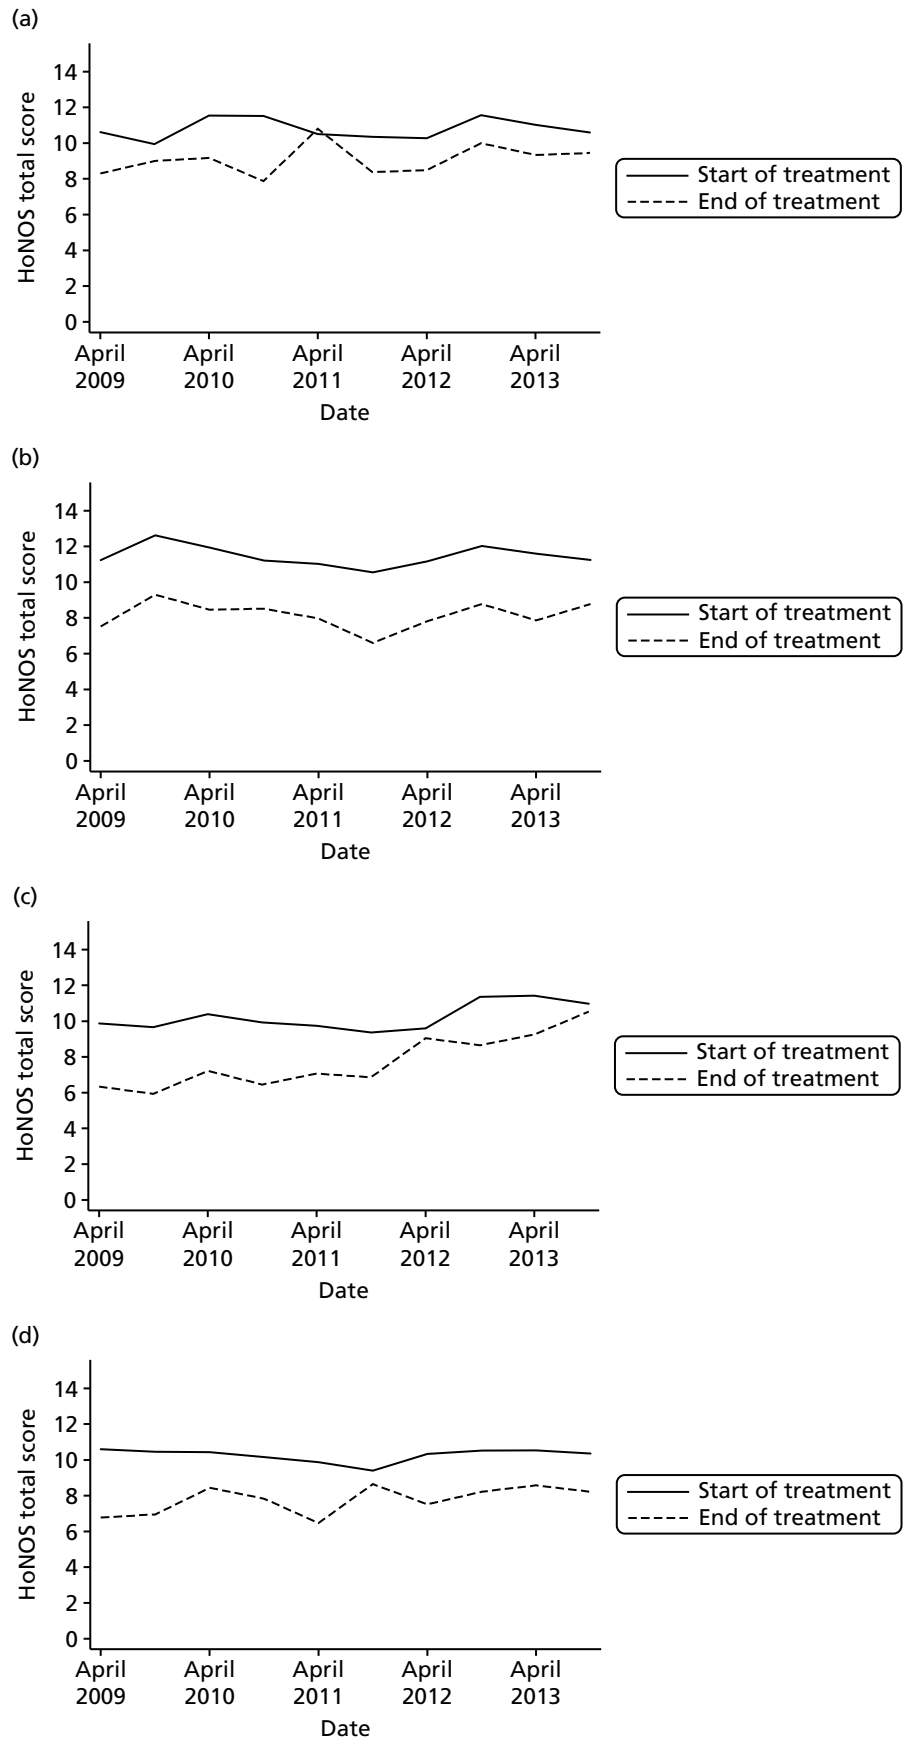 (a)
14
12
10
8
6
4
2
0
HoNOS total score
April 2009
April 2010
April 2011
April 2012
April 2013
Date
Start of treatment
End of treatment
(b)
14
12
10
8
6
4
2
0
HoNOS total score
April 2009
April 2010
April 2011
April 2012
April 2013
Date
Start of treatment
End of treatment
(c)
14
12
10
8
6
4
2
0
HoNOS total score
April 2009
April 2010
April 2011
April 2012
April 2013
Date
Start of treatment
End of treatment
(d)
14
12
10
8
6
4
2
0
HoNOS total score
April 2009
April 2010
April 2011
April 2012
April 2013
Date
Start of treatment
End of treatment